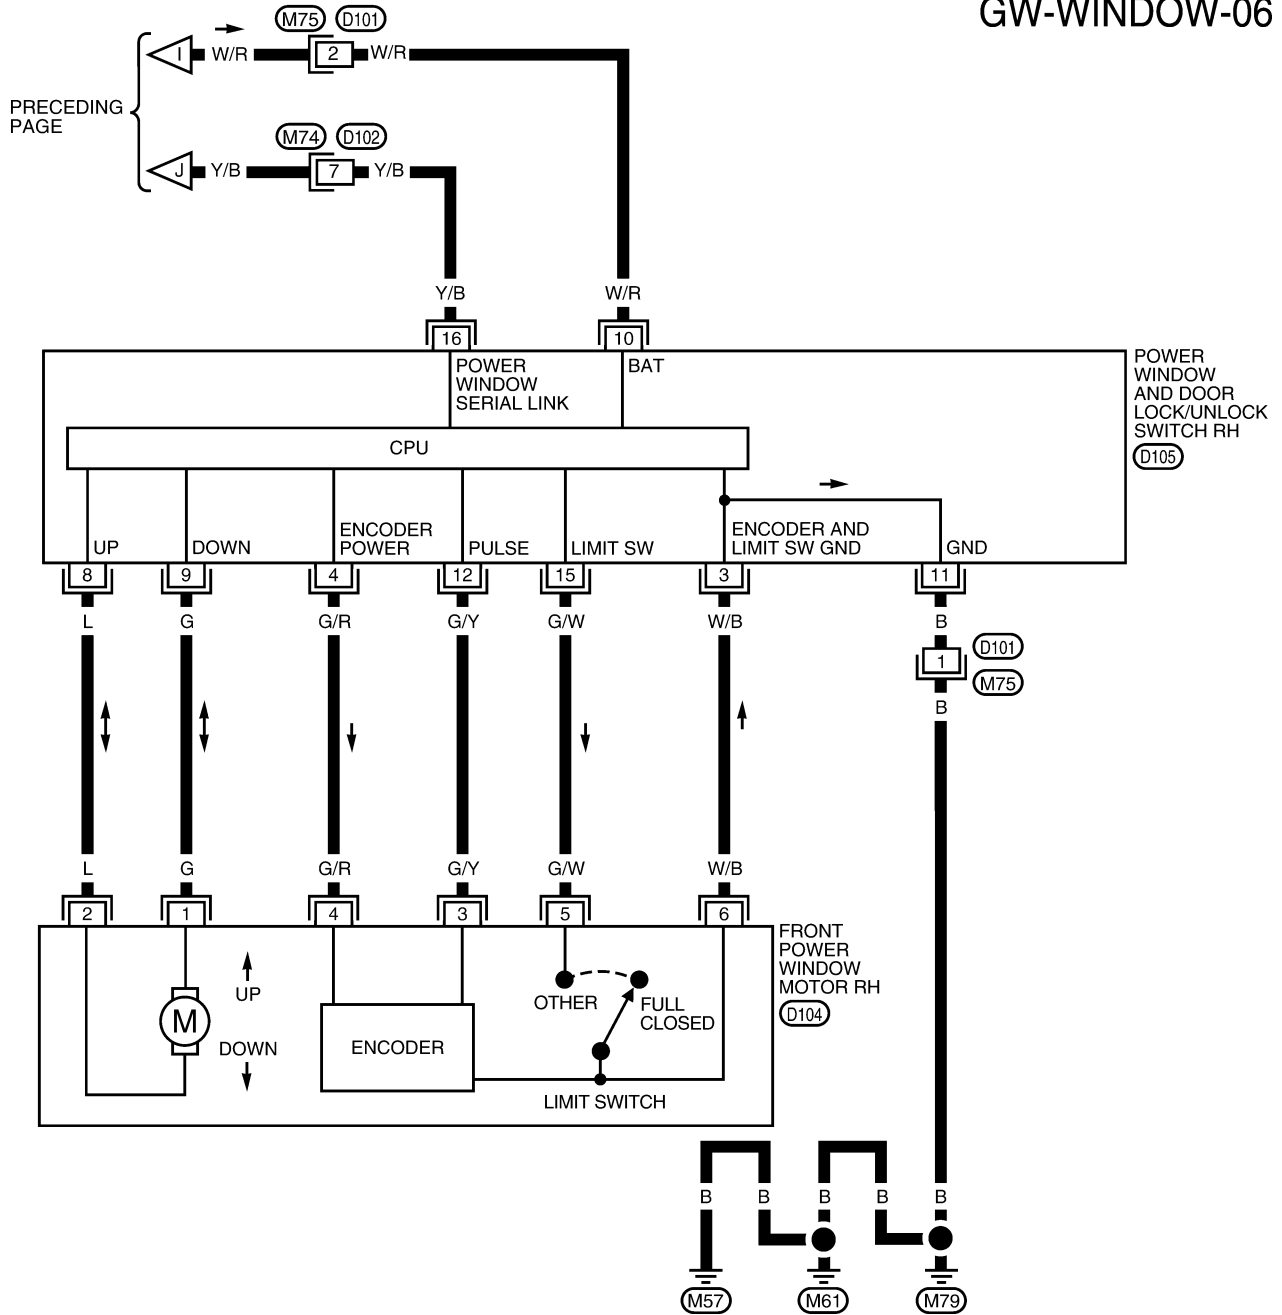 GW-WINDOW-06
M75 D101
I W/R 2 W/R
PRECEDING
PAGE
M74 D102
J Y/B 7 Y/B
Y/B W/R
16 10
POWER
WINDOW
SERIAL LINK
BAT
POWER
WINDOW
AND DOOR
LOCK/UNLOCK
SWITCH RH
D105
CPU
UP
DOWN
ENCODER
POWER
PULSE
LIMIT SW
ENCODER AND
LIMIT SW GND
GND
8 9 4 12 15 3 11
L G G/R G/Y G/W W/B B
1
D101
M75
B
L G G/R G/Y G/W W/B
2 1 4 3 5 6
FRONT
POWER
WINDOW
MOTOR RH
D104
UP
M
DOWN
ENCODER
OTHER
FULL
CLOSED
LIMIT SWITCH
B B B B B
M57 M61 M79